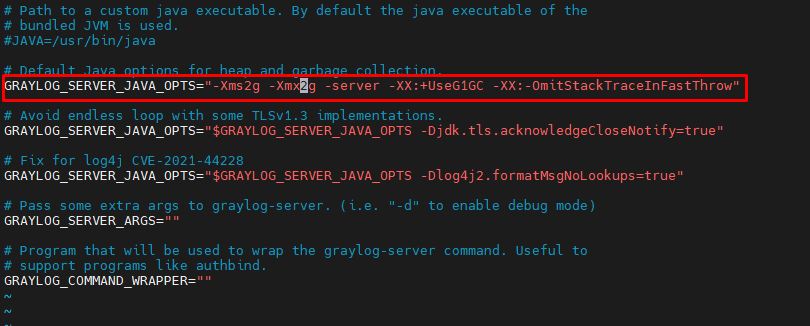 # Path to a custom java executable. By default the java executable of the
# bundled JVM is used.
#JAVA=/usr/bin/java
# Default Java options for heap and garbage collection.
GRAYLOG_SERVER_JAVA_OPTS="-Xms2g -Xmx2g -server -XX:+UseG1GC -XX:-OmitStackTraceInFastThrow"
# Avoid endless loop with some TLSv1.3 implementations.
GRAYLOG_SERVER_JAVA_OPTS="$GRAYLOG_SERVER_JAVA_OPTS -Djdk.tls.acknowledgeCloseNotify=true"
# Fix for log4j CVE-2021-44228
GRAYLOG_SERVER_JAVA_OPTS="$GRAYLOG_SERVER_JAVA_OPTS -Dlog4j2.formatMsgNoLookups=true"
# Pass some extra args to graylog-server. (i.e. "-d" to enable debug mode)
GRAYLOG_SERVER_ARGS=""
# Program that will be used to wrap the graylog-server command. Useful to
# support programs like authbind.
GRAYLOG_COMMAND_WRAPPER=""
~
~
~